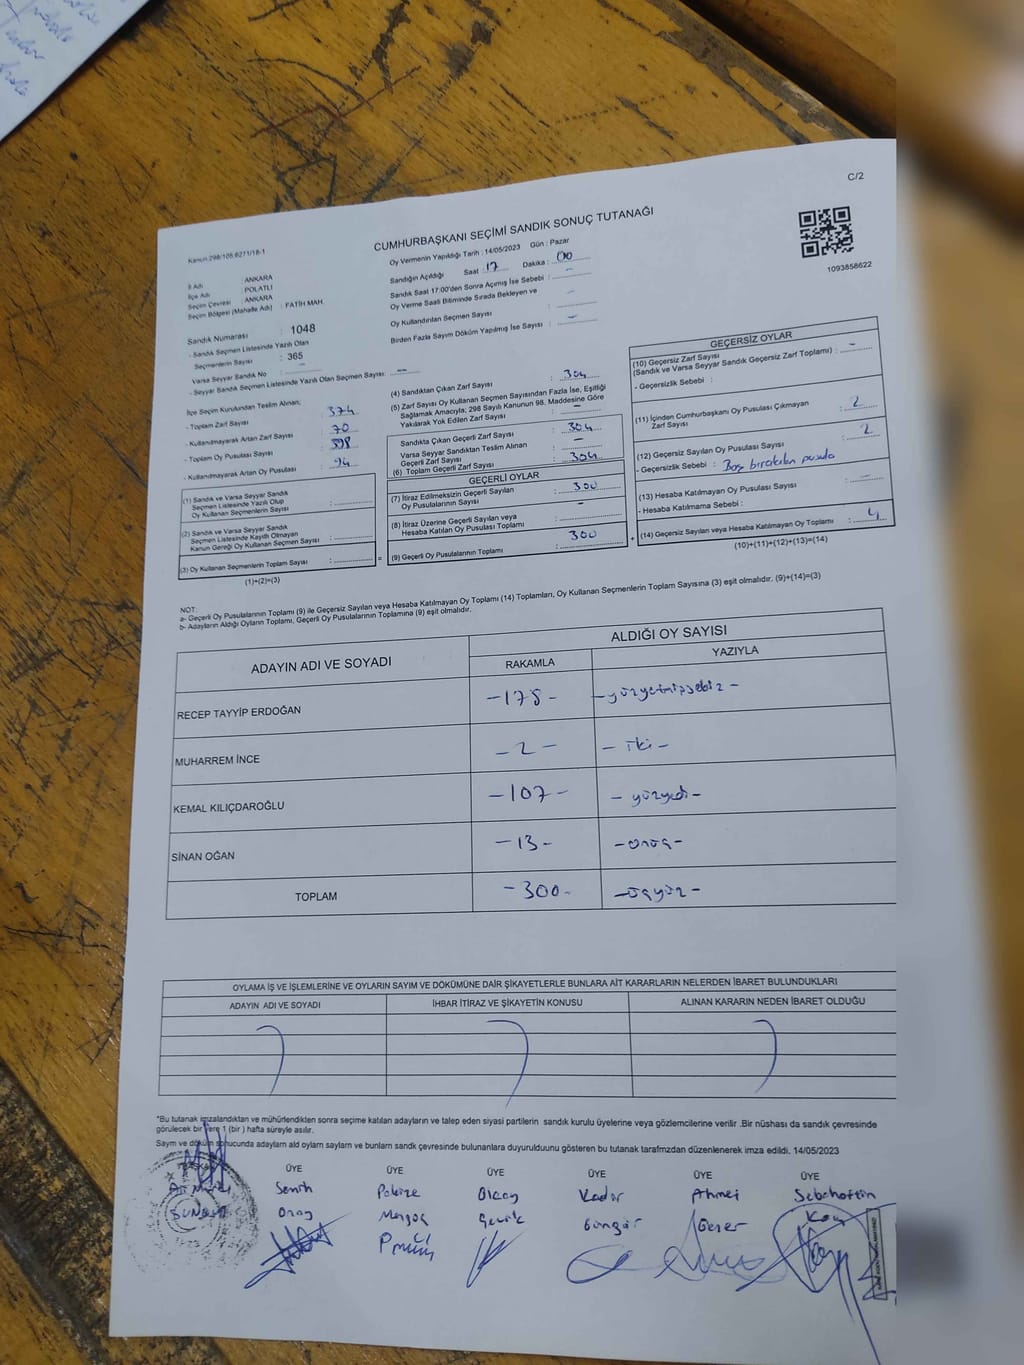 C/2
CUMHURBAŞKANI SEÇİMİ SANDIK SONUÇ TUTANAĞI
Kanun:298/105.6271/18-1
1093858622
İl Adı : ANKARA
İlçe Adı : POLATLI
Seçim Çevresi : ANKARA
Seçim Bölgesi (Mahalle Adı) : FATİH MAH.
Sandık Numarası : 1048
- Sandık Seçmen Listesinde Yazılı Olan
Seçmenlerin Sayısı : 365
Varsa Seyyar Sandık No : –
- Seyyar Sandık Seçmen Listesinde Yazılı Olan Seçmen Sayısı : –
Oy Vermenin Yapıldığı Tarih : 14/05/2023 Gün : Pazar
Sandığın Açıldığı Saat : 17 Dakika : 00
Sandık Saat 17:00'den Sonra Açımış İse Sebebi : –
Oy Verme Saati Bitiminde Sırada Bekleyen ve
Oy Kullandırılan Seçmen Sayısı : –
Birden Fazla Sayım Döküm Yapılmış İse Sayısı : –
İlçe Seçim Kurulundan Teslim Alınan;
- Toplam Zarf Sayısı : 374
- Kullanılmayarak Artan Zarf Sayısı : 70
- Toplam Oy Pusulası Sayısı : 398
- Kullanılmayarak Artan Oy Pusulası : 94
(1) Sandık ve Varsa Seyyar Sandık
Seçmen Listesinde Yazılı Olup
Oy Kullanan Seçmenlerin Sayısı :
(2) Sandık ve Varsa Seyyar Sandık
Seçmen Listesinde Kayıtlı Olmayan
Kanun Gereği Oy Kullanan Seçmen Sayısı :
(3) Oy Kullanan Seçmenlerin Toplam Sayısı : =
(1)+(2)=(3)
(4) Sandıktan Çıkan Zarf Sayısı : 304
(5) Zarf Sayısı Oy Kullanan Seçmen Sayısından Fazla İse, Eşitliği
Sağlamak Amacıyla; 298 Sayılı Kanunun 98. Maddesine Göre
Yakılarak Yok Edilen Zarf Sayısı : –
Sandıkta Çıkan Geçerli Zarf Sayısı : 304
Varsa Seyyar Sandıktan Teslim Alınan
Geçerli Zarf Sayısı : –
(6) Toplam Geçerli Zarf Sayısı : 304
GEÇERLİ OYLAR
(7) İtiraz Edilmeksizin Geçerli Sayılan
Oy Pusulalarının Sayısı : 300
(8) İtiraz Üzerine Geçerli Sayılan veya
Hesaba Katılan Oy Pusulası Toplamı : –
(9) Geçerli Oy Pusulalarının Toplamı : 300 +
GEÇERSİZ OYLAR
(10) Geçersiz Zarf Sayısı
(Sandık ve Varsa Seyyar Sandık Geçersiz Zarf Toplamı) : –
- Geçersizlik Sebebi :
(11) İçinden Cumhurbaşkanı Oy Pusulası Çıkmayan
Zarf Sayısı : 2
(12) Geçersiz Sayılan Oy Pusulası Sayısı : 2
- Geçersizlik Sebebi : Boş bırakılan pusula
(13) Hesaba Katılmayan Oy Pusulası Sayısı : –
- Hesaba Katılmama Sebebi :
(14) Geçersiz Sayılan veya Hesaba Katılmayan Oy Toplamı : 4
(10)+(11)+(12)+(13)=(14)
NOT:
a- Geçerli Oy Pusulalarının Toplamı (9) ile Geçersiz Sayılan veya Hesaba Katılmayan Oy Toplamı (14) Toplamları, Oy Kullanan Seçmenlerin Toplam Sayısına (3) eşit olmalıdır. (9)+(14)=(3)
b- Adayların Aldığı Oyların Toplamı, Geçerli Oy Pusulalarının Toplamına (9) eşit olmalıdır.
ADAYIN ADI VE SOYADI ALDIĞI OY SAYISI
RAKAMLA YAZIYLA
RECEP TAYYİP ERDOĞAN -178- -yüzyetmişsekiz-
MUHARREM İNCE -2- -iki-
KEMAL KILIÇDAROĞLU -107- -yüzyedi-
SİNAN OĞAN -13- -onüç-
TOPLAM -300- -üçyüz-
OYLAMA İŞ VE İŞLEMLERİNE VE OYLARIN SAYIM VE DÖKÜMÜNE DAİR ŞİKAYETLERLE BUNLARA AİT KARARLARIN NELERDEN İBARET BULUNDUKLARI
ADAYIN ADI VE SOYADI İHBAR İTİRAZ VE ŞİKAYETİN KONUSU ALINAN KARARIN NEDEN İBARET OLDUĞU
*Bu tutanak imzalandıktan ve mühürlendikten sonra seçime katılan adayların ve talep eden siyasi partilerin sandık kurulu üyelerine veya gözlemcilerine verilir .Bir nüshası da sandık çevresinde
görülecek bir yere 1 (bir ) hafta süreyle asılır.
Sayım ve döküm sonucunda adayların aldığı oyların sayıları ve bunların sandık çevresinde bulunanlara duyurulduunu gösteren bu tutanak tarafımızdan düzenlenerek imza edildi. 14/05/2023
ÜYE ÜYE ÜYE ÜYE ÜYE ÜYE
Semih Pakize Olcay Kadir Ahmet Sebahattin
Güngör Koç